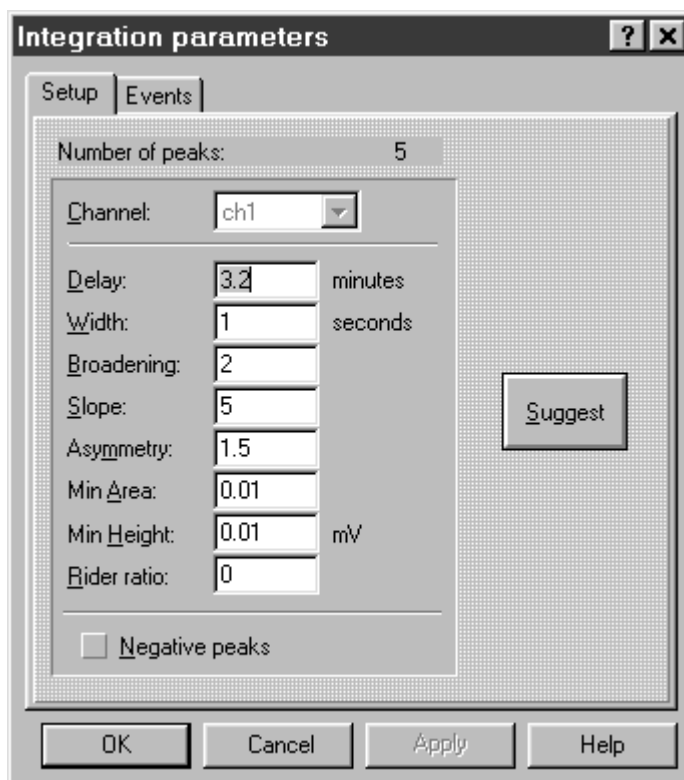 Integration parameters
Setup Events
Number of peaks: 5
Channel: ch1
Delay: 3.2 minutes
Width: 1 seconds
Broadening: 2
Slope: 5
Asymmetry: 1.5
Min Area: 0.01
Min Height: 0.01 mV
Rider ratio: 0
Negative peaks
Suggest
OK Cancel Apply Help